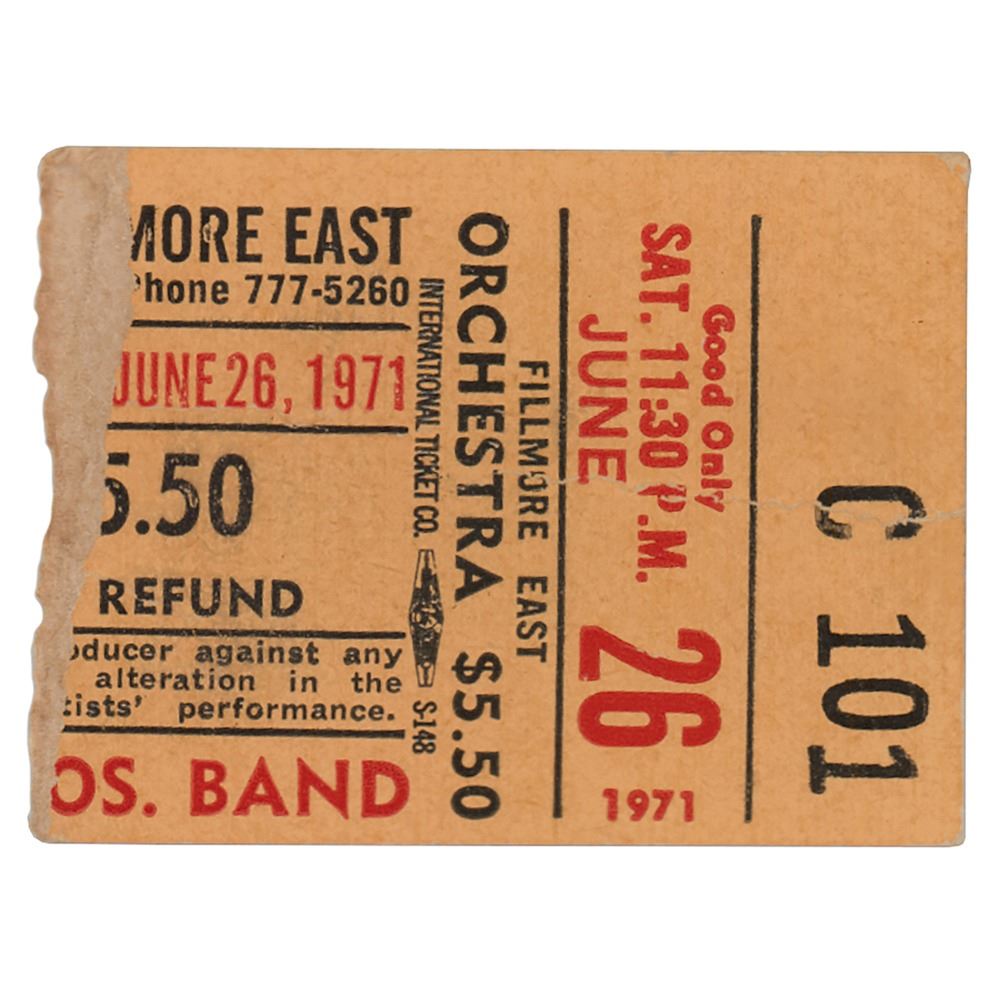 MORE EAST
hone 777-5260
JUNE 26, 1971
5.50
REFUND
oducer against any
alteration in the
tists' performance.
OS. BAND
INTERNATIONAL TICKET CO. S-148
ORCHESTRA $5.50
FILLMORE EAST
Good Only
SAT. 11:30 P.M.
JUNE
26
1971
C 101